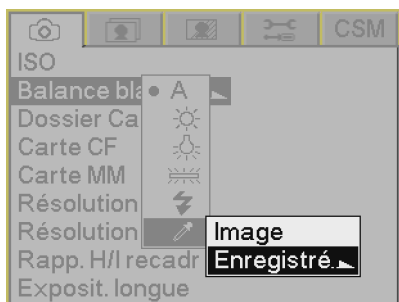 CSM
ISO
Balance bla A
Dossier Ca
Carte CF
Carte MM
Résolution
Résolution Image
Rapp. H/I recadr Enregistré.
Exposit. longue